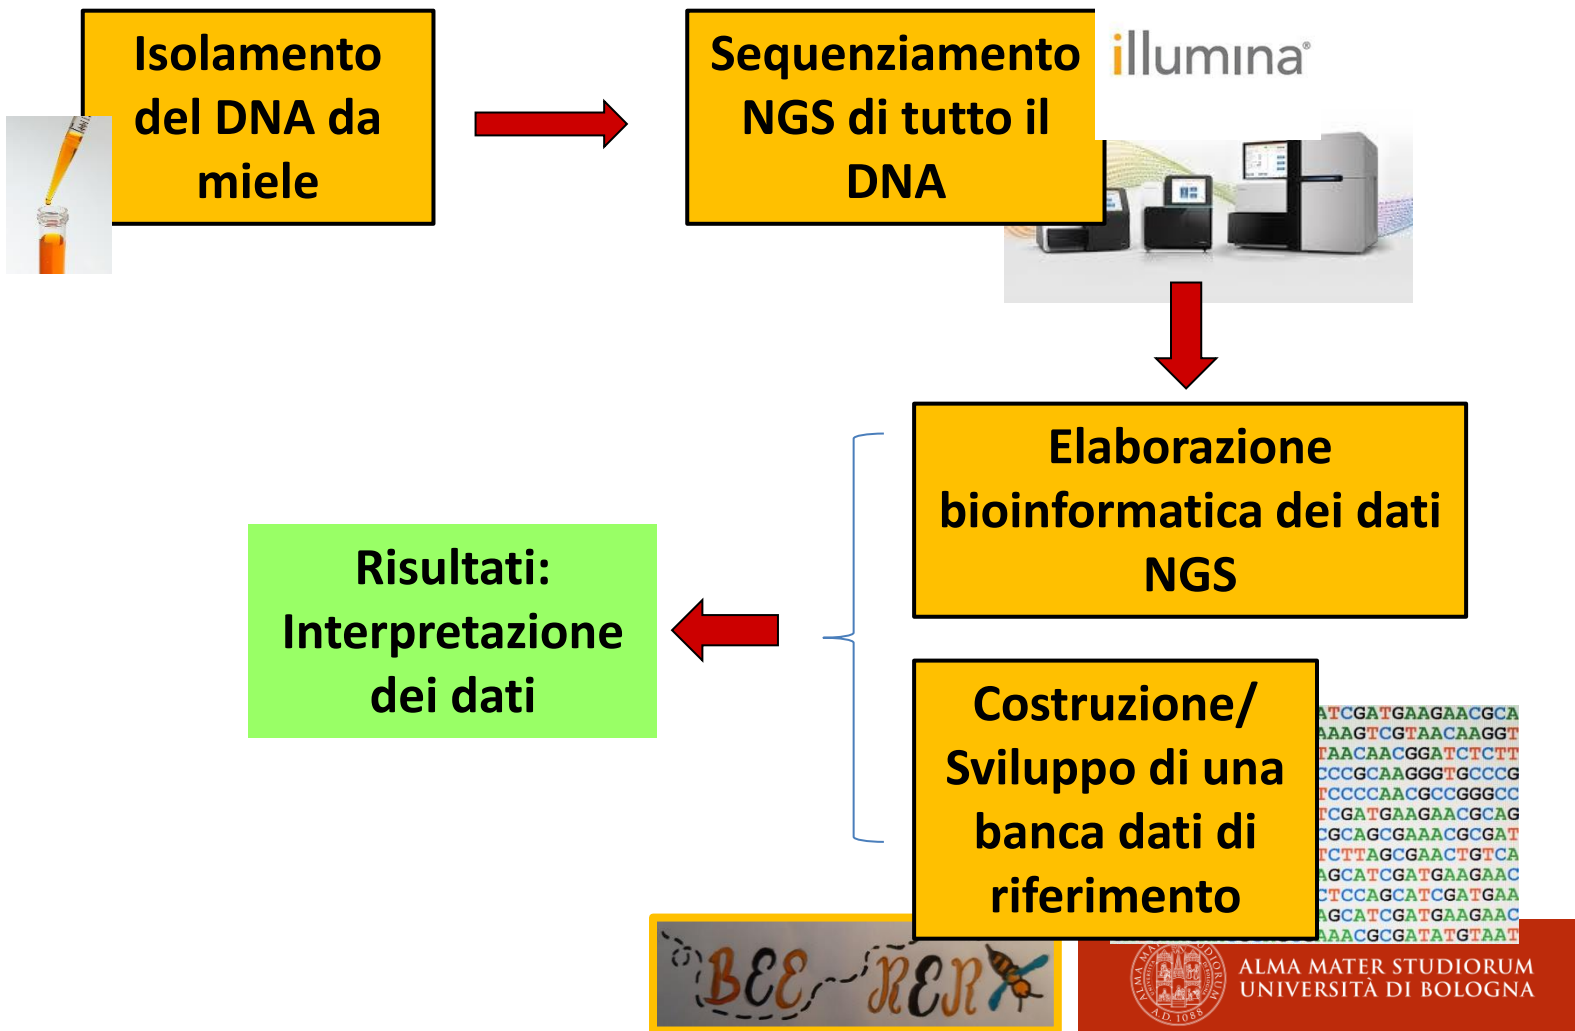 Isolamento
del DNA da
miele
Sequenziamento
NGS di tutto il
DNA
illumina®
Elaborazione
bioinformatica dei dati
NGS
Risultati:
Interpretazione
dei dati
Costruzione/
Sviluppo di una
banca dati di
riferimento
ATCGATGAAGAACGCA
AAAGTCGTAACAAGGT
TAACAACGGATCTCTT
CCCGCAAGGGTGCCCG
TCCCCAACGCCGGGCC
TCGATGAAGAACGCAG
CGCAGCGAAACGCGAT
TCTTAGCGAACTGTCA
AGCATCGATGAAGAAC
CTCCAGCATCGATGAA
AGCATCGATGAAGAAC
AAACGCGATATGTAAT
BEE RER
ALMA MATER STUDIORUM
UNIVERSITÀ DI BOLOGNA
A.D. 1088